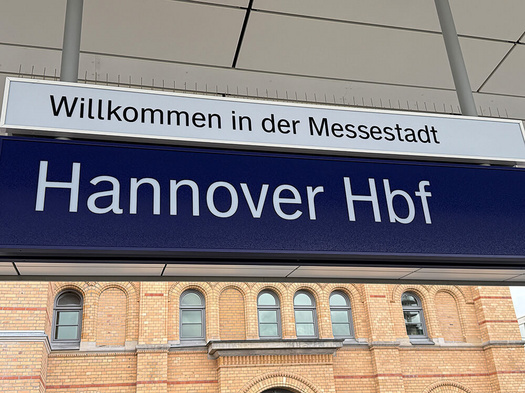 Willkommen in der Messestadt
Hannover Hbf